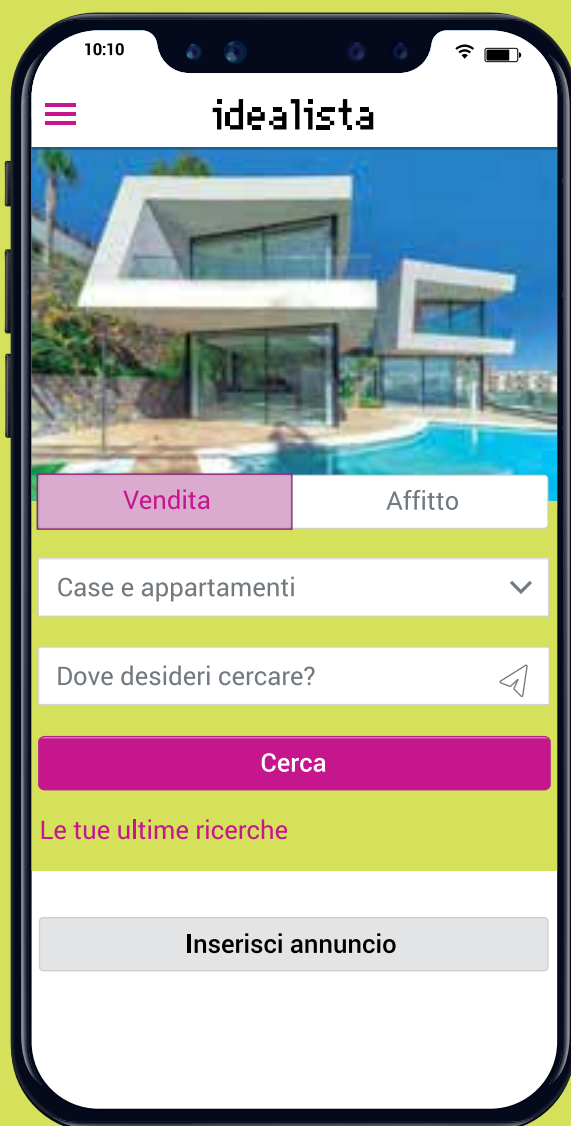 10:10
idealista
Vendita
Affitto
Case e appartamenti
Dove desideri cercare?
Cerca
Le tue ultime ricerche
Inserisci annuncio